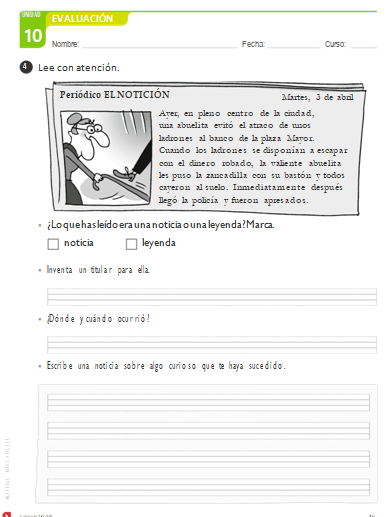 UNIDAD
10
EVALUACIÓN
Nombre: Fecha: Curso:
4 Lee con atención.
Periódico EL NOTICIÓN Martes, 3 de abril
Ayer, en pleno centro de la ciudad,
una abuelita evitó el atraco de unos
ladrones al banco de la plaza Mayor.
Cuando los ladrones se disponían a escapar
con el dinero robado, la valiente abuelita
les puso la zancadilla con su bastón y todos
cayeron al suelo. Inmediatamente después
llegó la policía y fueron apresados.
• ¿Lo que has leído era una noticia o una leyenda? Marca.
noticia leyenda
• Inventa un titular para ella.
• ¿Dónde y cuándo ocurrió!
• Escribe una noticia sobre algo curioso que te haya sucedido.